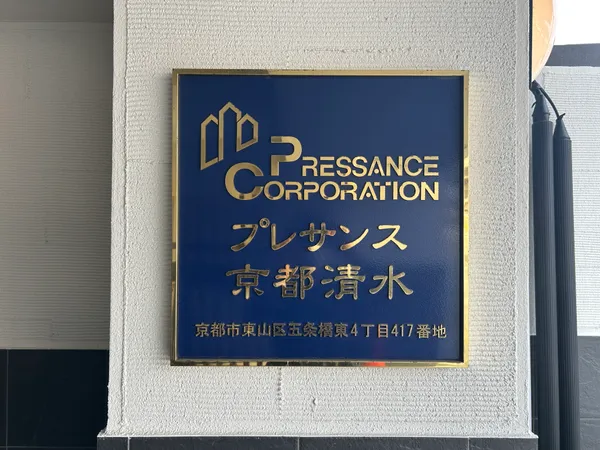 PRESSANCE
CORPORATION
プレサンス
京都清水
京都市東山区五条橋東4丁目417番地